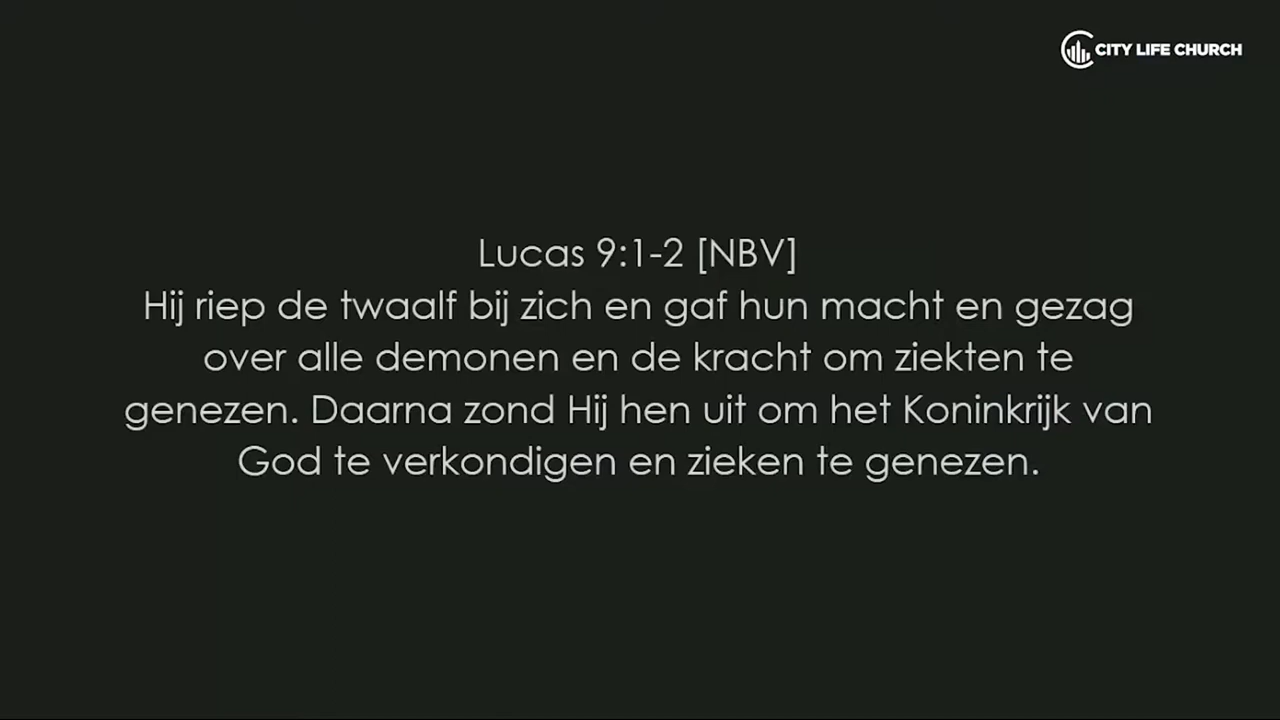 CITY LIFE CHURCH
Lucas 9:1-2 [NBV]
Hij riep de twaalf bij zich en gaf hun macht en gezag
over alle demonen en de kracht om ziekten te
genezen. Daarna zond Hij hen uit om het Koninkrijk van
God te verkondigen en zieken te genezen.